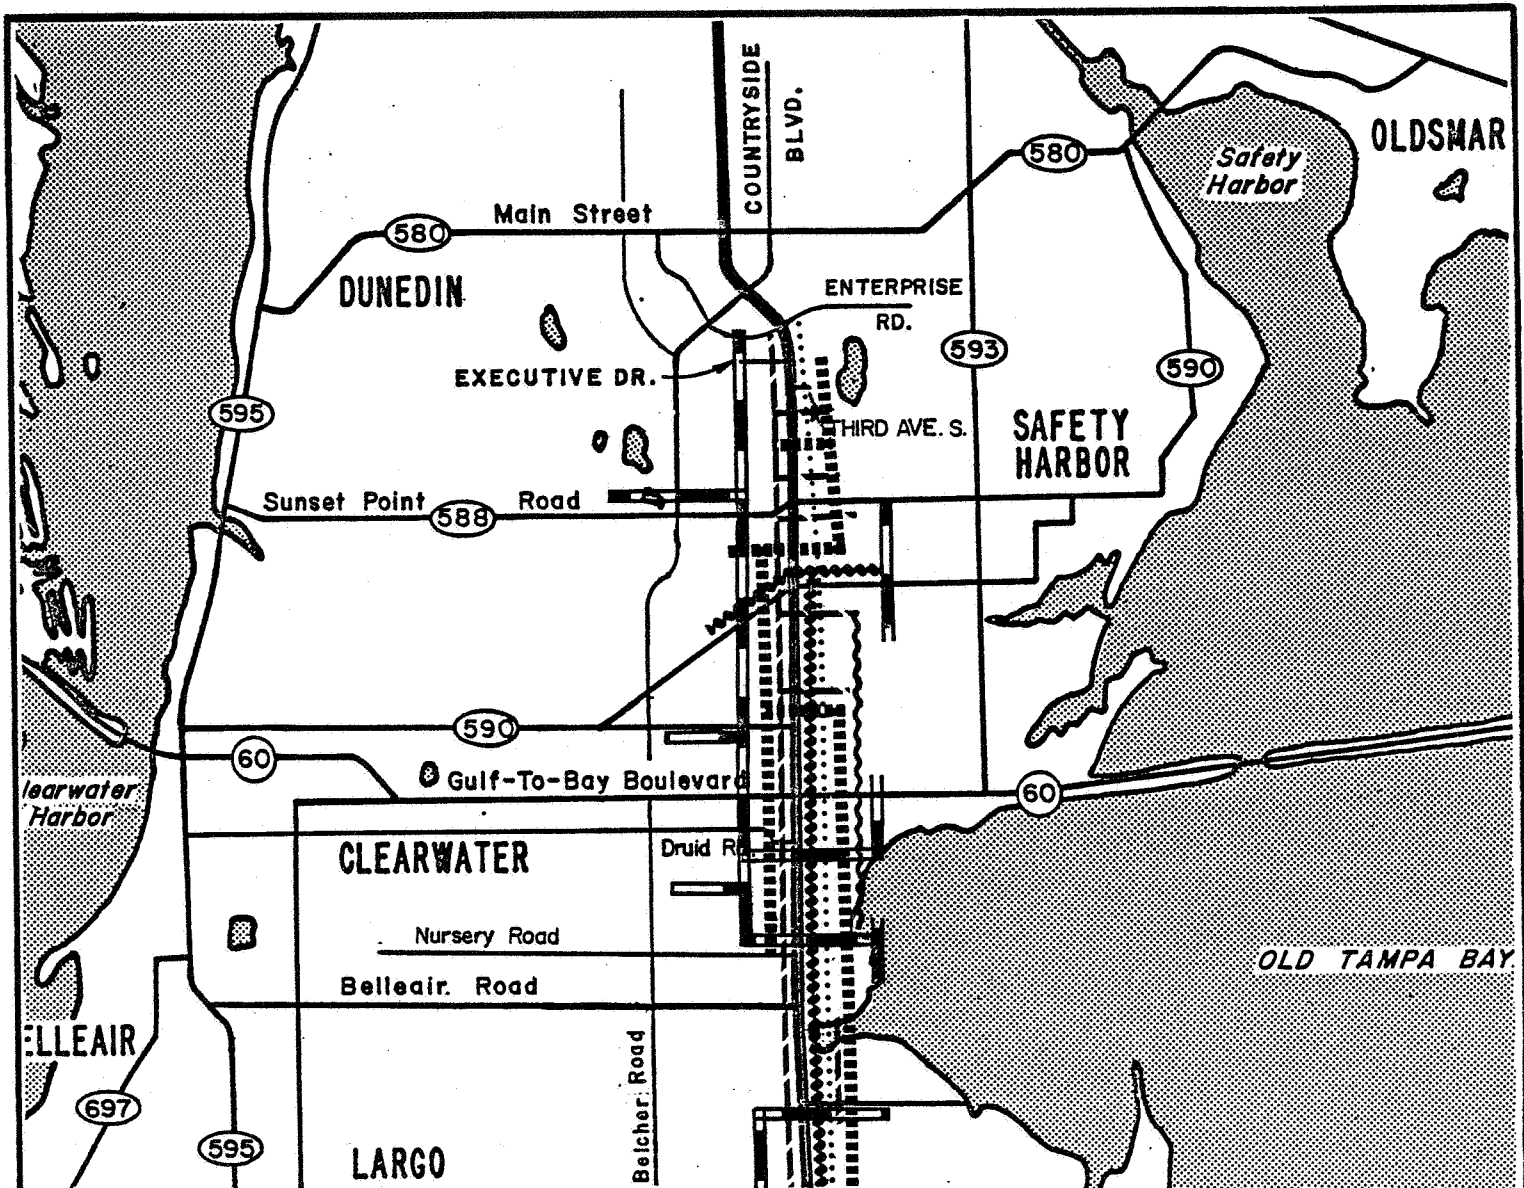 COUNTRYSIDE
BLVD.
OLDSMAR
580
Safety
Harbor
Main Street
580
DUNEDIN
ENTERPRISE
RD.
593
590
EXECUTIVE DR.
595
THIRD AVE. S.
SAFETY
HARBOR
Sunset Point Road
588
590
60
Gulf-To-Bay Boulevard
60
learwater
Harbor
CLEARWATER
Druid Rd
Nursery Road
OLD TAMPA BAY
Belleair. Road
ELLEAIR
Belcher Road
697
595
LARGO